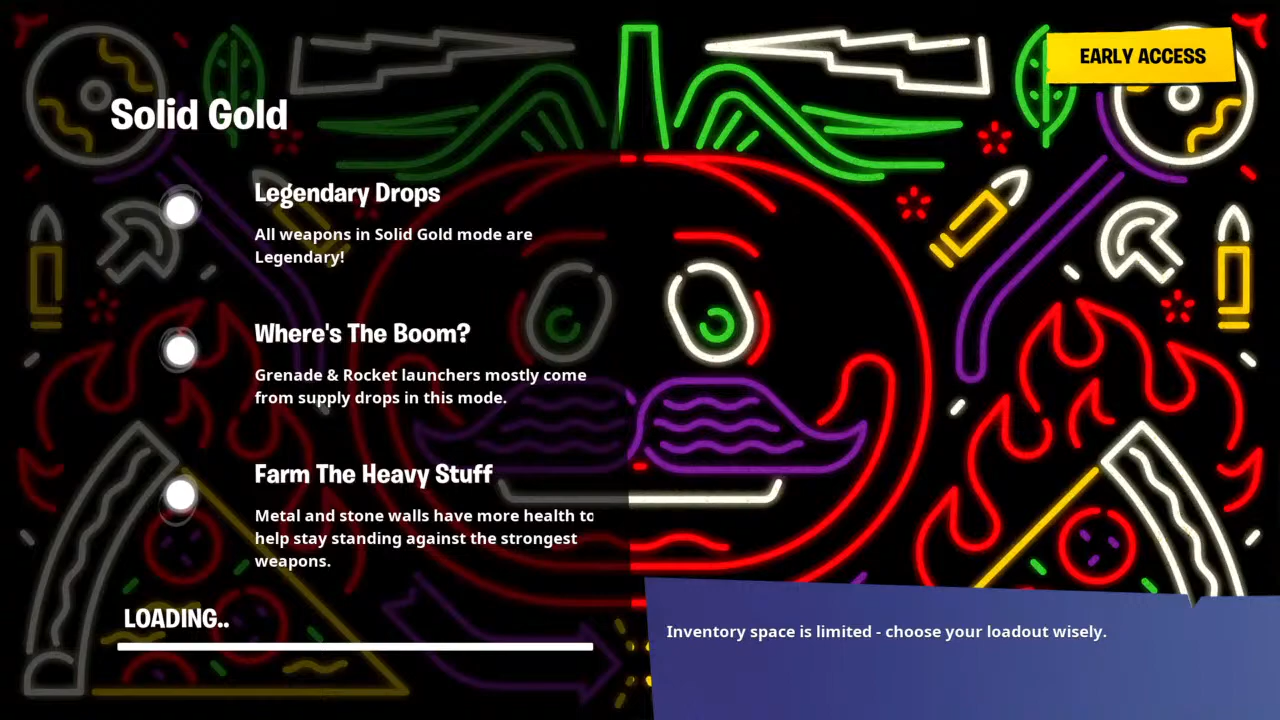 EARLY ACCESS
Solid Gold
Legendary Drops
All weapons in Solid Gold mode are
Legendary!
Where's The Boom?
Grenade & Rocket launchers mostly come
from supply drops in this mode.
Farm The Heavy Stuff
Metal and stone walls have more health to
help stay standing against the strongest
weapons.
LOADING..
Inventory space is limited - choose your loadout wisely.